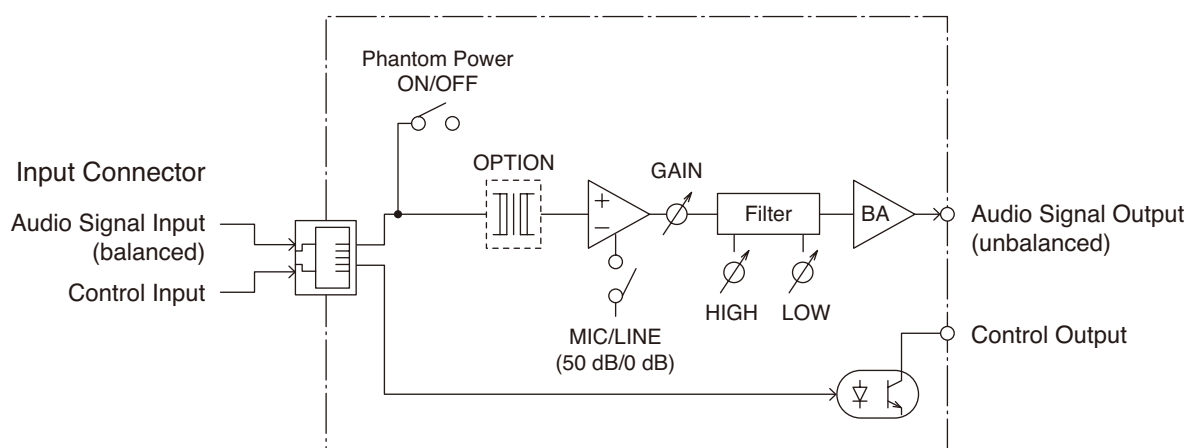 Phantom Power
ON/OFF
Input Connector
OPTION
GAIN
Audio Signal Input
(balanced)
+
−
Filter
BA
Audio Signal Output
(unbalanced)
Control Input
HIGH
LOW
MIC/LINE
(50 dB/0 dB)
Control Output